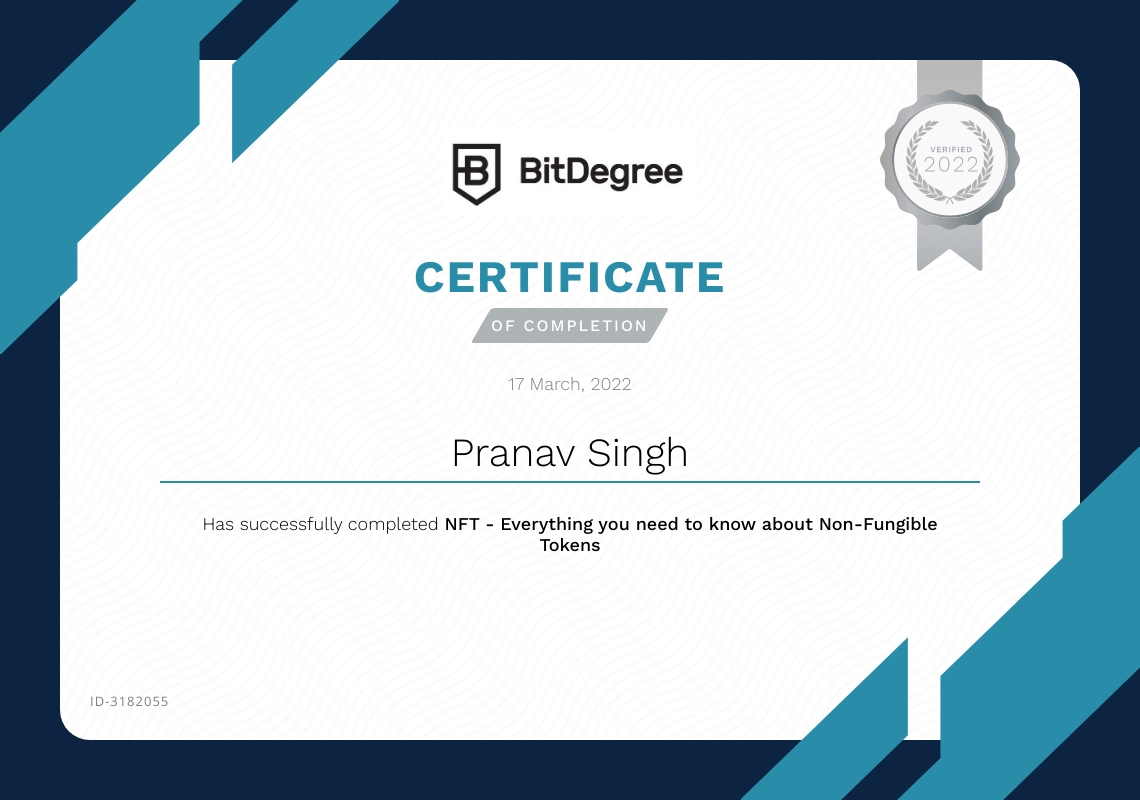 BitDegree
VERIFIED
2022
CERTIFICATE
OF COMPLETION
17 March, 2022
Pranav Singh
Has successfully completed NFT - Everything you need to know about Non-Fungible
Tokens
ID-3182055